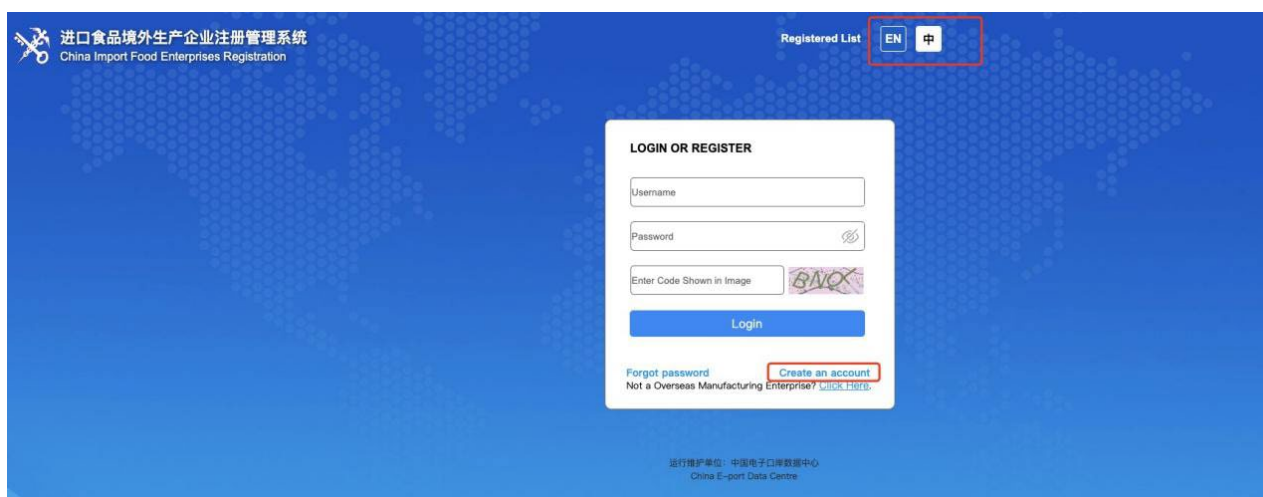 进口食品境外生产企业注册管理系统
China Import Food Enterprises Registration
Registered List EN 中
LOGIN OR REGISTER
Username
Password
Enter Code Shown in Image BNQX
Login
Forgot password Create an account
Not a Overseas Manufacturing Enterprise? Click Here.
运行维护单位：中国电子口岸数据中心
China E-port Data Centre